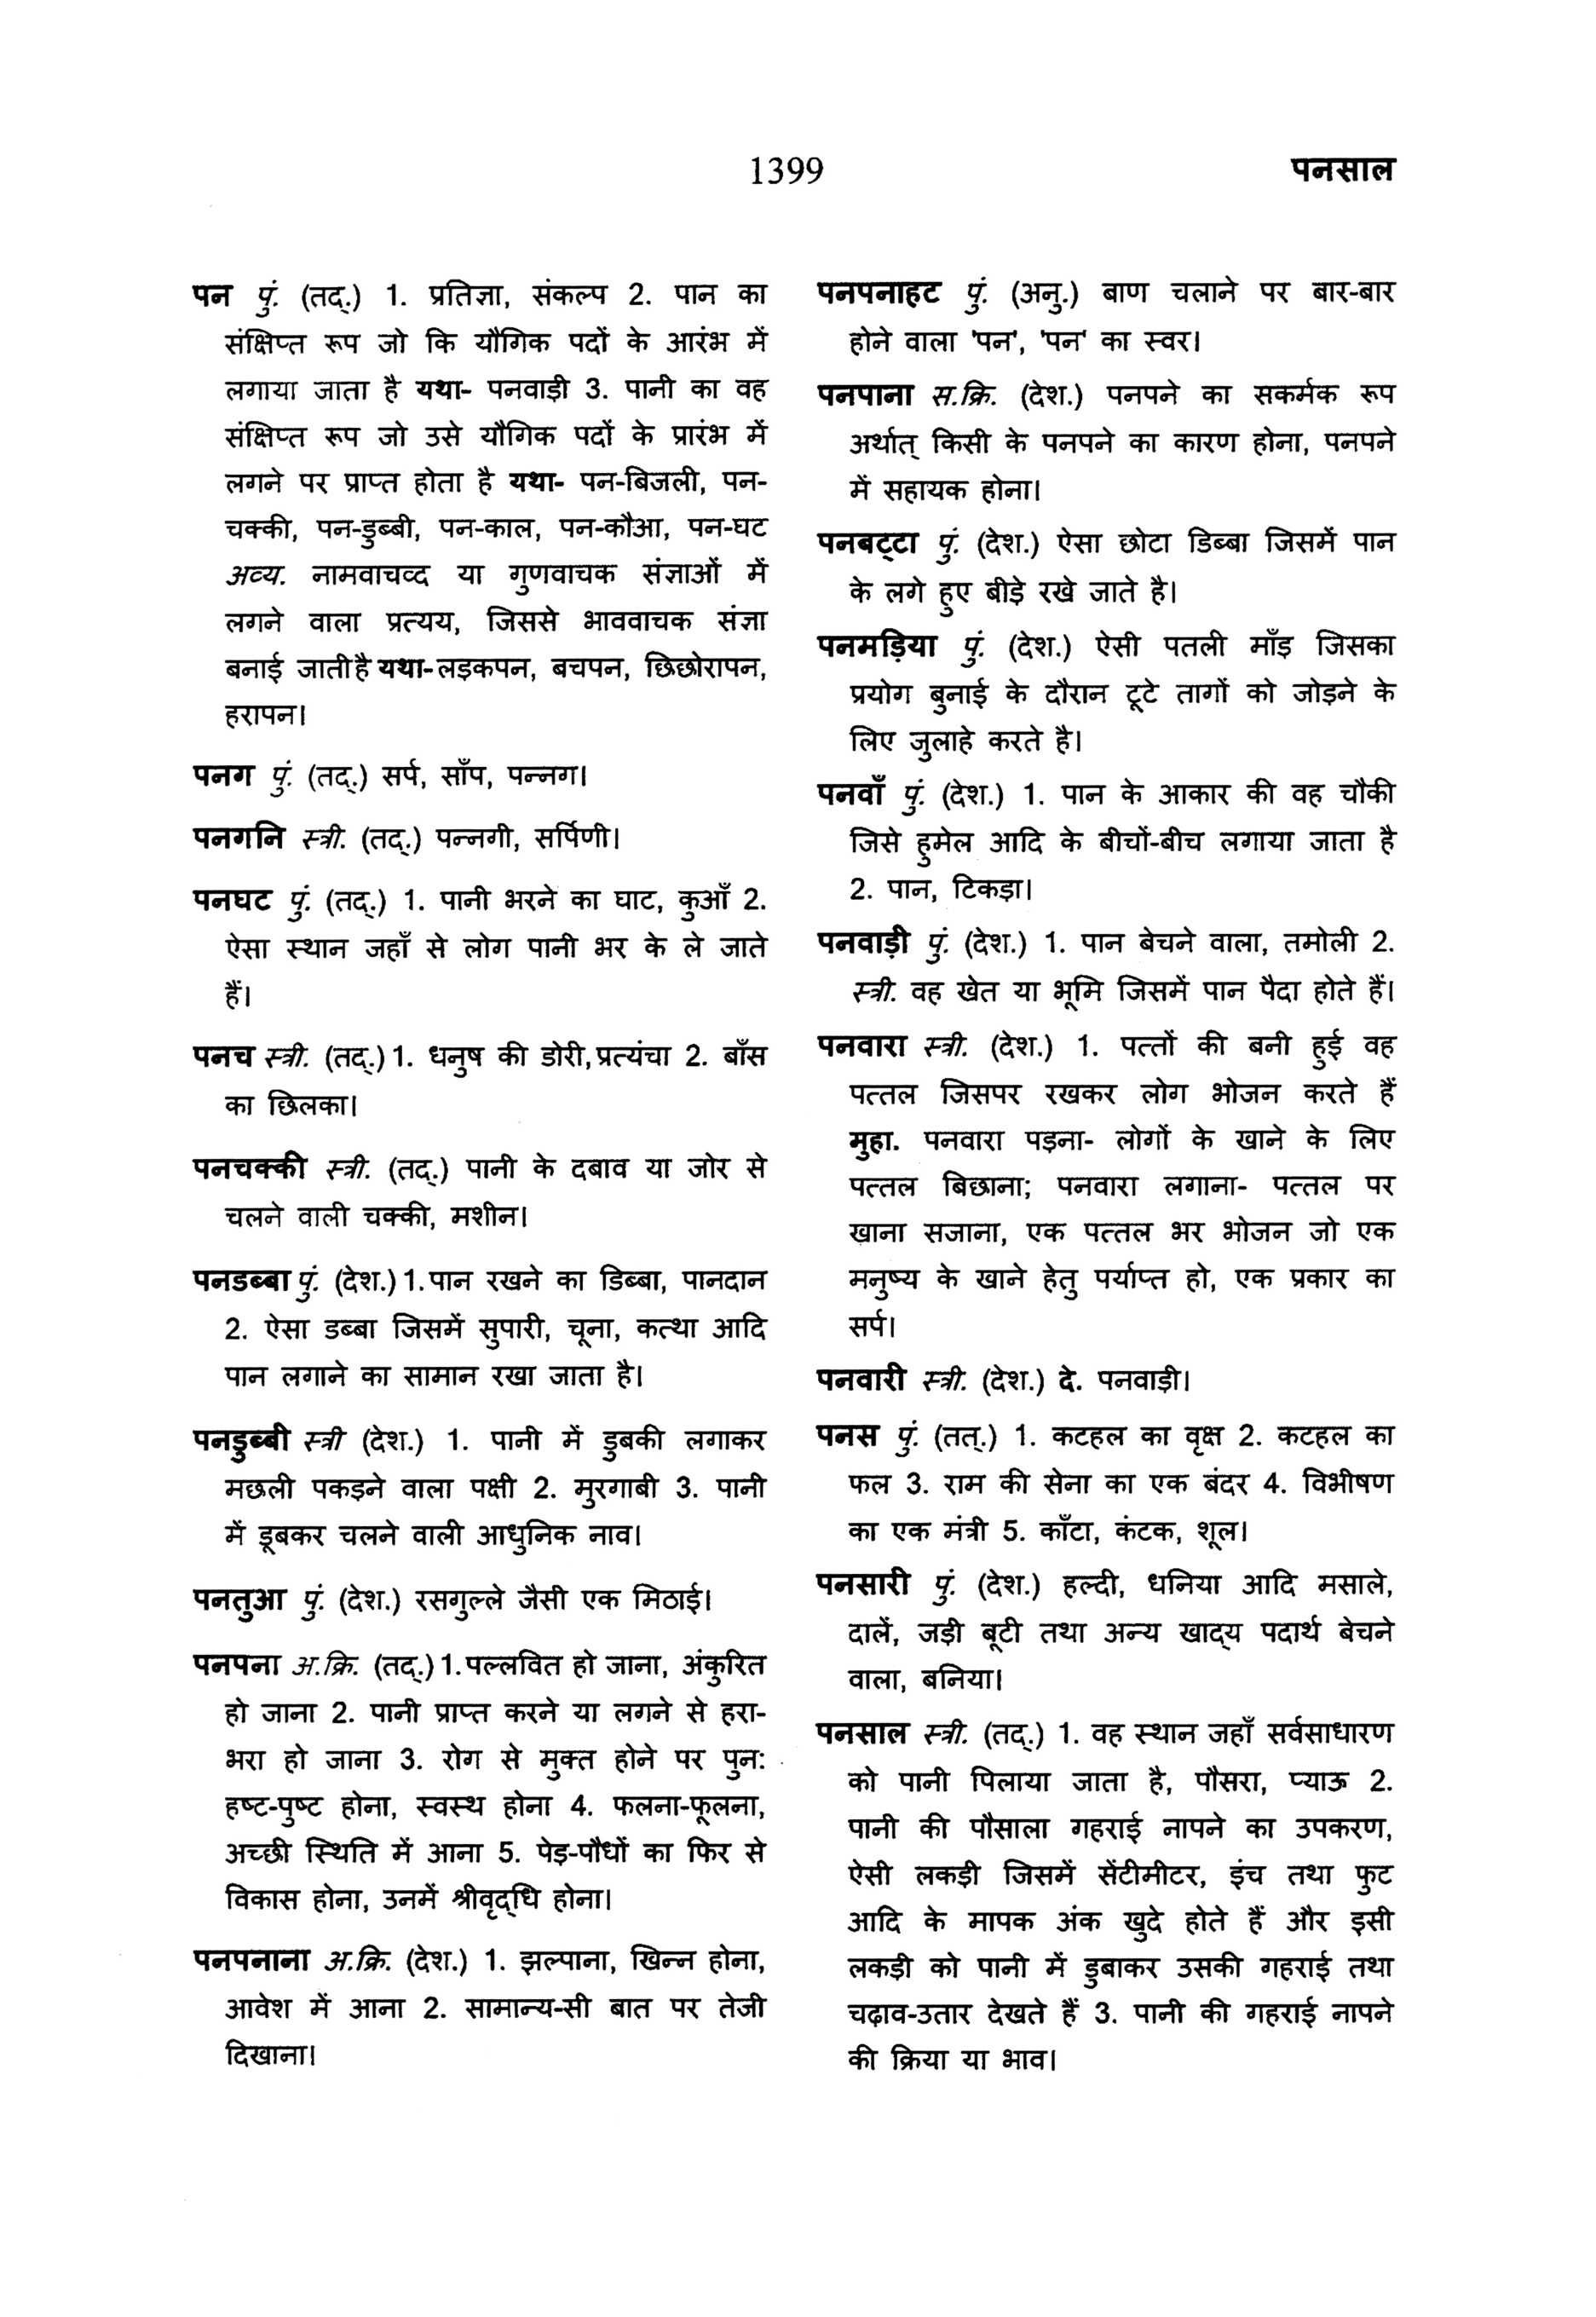 1399
पनसाल
पन पुं. (तद्.) 1. प्रतिज्ञा, संकल्प 2. पान का
संक्षिप्त रूप जो कि यौगिक पदों के आरंभ में
लगाया जाता है यथा- पनवाड़ी 3. पानी का वह
संक्षिप्त रूप जो उसे यौगिक पदों के प्रारंभ में
लगने पर प्राप्त होता है यथा- पन-बिजली, पन-
चक्की, पन-डुब्बी, पन-काल, पन-कौआ, पन-घट
अव्य. नामवाचव्द या गुणवाचक संज्ञाओं में
लगने वाला प्रत्यय, जिससे भाववाचक संज्ञा
बनाई जाती है यथा-लड़कपन, बचपन, छिछोरापन,
हरापन।
पनग पुं. (तद्.) सर्प, साँप, पन्नग।
पनगनि स्त्री. (तद्.) पन्नगी, सर्पिणी।
पनघट पुं. (तद्.) 1. पानी भरने का घाट, कुआँ 2.
ऐसा स्थान जहाँ से लोग पानी भर के ले जाते
हैं।
पनच स्त्री. (तद्.) 1. धनुष की डोरी, प्रत्यंचा 2. बाँस
का छिलका।
पनचक्की स्त्री. (तद्.) पानी के दबाव या जोर से
चलने वाली चक्की, मशीन।
पनडब्बा पुं. (देश.) 1. पान रखने का डिब्बा, पानदान
2. ऐसा डब्बा जिसमें सुपारी, चूना, कत्था आदि
पान लगाने का सामान रखा जाता है।
पनडुब्बी स्त्री (देश.) 1. पानी में डुबकी लगाकर
मछली पकड़ने वाला पक्षी 2. मुरगाबी 3. पानी
में डूबकर चलने वाली आधुनिक नाव।
पनतुआ पुं. (देश.) रसगुल्ले जैसी एक मिठाई।
पनपना अ.क्रि. (तद्.) 1. पल्लवित हो जाना, अंकुरित
हो जाना 2. पानी प्राप्त करने या लगने से हरा-
भरा हो जाना 3. रोग से मुक्त होने पर पुन:
हृष्ट-पुष्ट होना, स्वस्थ होना 4. फलना-फूलना,
अच्छी स्थिति में आना 5. पेड़-पौधों का फिर से
विकास होना, उनमें श्रीवृद्धि होना।
पनपनाना अ.क्रि. (देश.) 1. झल्पाना, खिन्न होना,
आवेश में आना 2. सामान्य-सी बात पर तेजी
दिखाना।
पनपनाहट पुं. (अनु.) बाण चलाने पर बार-बार
होने वाला 'पन', 'पन' का स्वर।
पनपाना स.क्रि. (देश.) पनपने का सकर्मक रूप
अर्थात् किसी के पनपने का कारण होना, पनपने
में सहायक होना।
पनबट्टा पुं. (देश.) ऐसा छोटा डिब्बा जिसमें पान
के लगे हुए बीड़े रखे जाते है।
पनमड़िया पुं. (देश.) ऐसी पतली माँड़ जिसका
प्रयोग बुनाई के दौरान टूटे तागों को जोड़ने के
लिए जुलाहे करते है।
पनवाँ पुं. (देश.) 1. पान के आकार की वह चौकी
जिसे हुमेल आदि के बीचों-बीच लगाया जाता है
2. पान, टिकड़ा।
पनवाड़ी पुं. (देश.) 1. पान बेचने वाला, तमोली 2.
स्त्री. वह खेत या भूमि जिसमें पान पैदा होते हैं।
पनवारा स्त्री. (देश.) 1. पत्तों की बनी हुई वह
पत्तल जिसपर रखकर लोग भोजन करते हैं
मुहा. पनवारा पड़ना- लोगों के खाने के लिए
पत्तल बिछाना; पनवारा लगाना- पत्तल पर
खाना सजाना, एक पत्तल भर भोजन जो एक
मनुष्य के खाने हेतु पर्याप्त हो, एक प्रकार का
सर्प।
पनवारी स्त्री. (देश.) दे. पनवाड़ी।
पनस पुं. (तत्.) 1. कटहल का वृक्ष 2. कटहल का
फल 3. राम की सेना का एक बंदर 4. विभीषण
का एक मंत्री 5. काँटा, कंटक, शूल।
पनसारी पुं. (देश.) हल्दी, धनिया आदि मसाले,
दालें, जड़ी बूटी तथा अन्य खाद्य पदार्थ बेचने
वाला, बनिया।
पनसाल स्त्री. (तद्.) 1. वह स्थान जहाँ सर्वसाधारण
को पानी पिलाया जाता है, पौसरा, प्याऊ 2.
पानी की पौसाला गहराई नापने का उपकरण,
ऐसी लकड़ी जिसमें सेंटीमीटर, इंच तथा फुट
आदि के मापक अंक खुदे होते हैं और इसी
लकड़ी को पानी में डुबाकर उसकी गहराई तथा
चढ़ाव-उतार देखते हैं 3. पानी की गहराई नापने
की क्रिया या भाव।